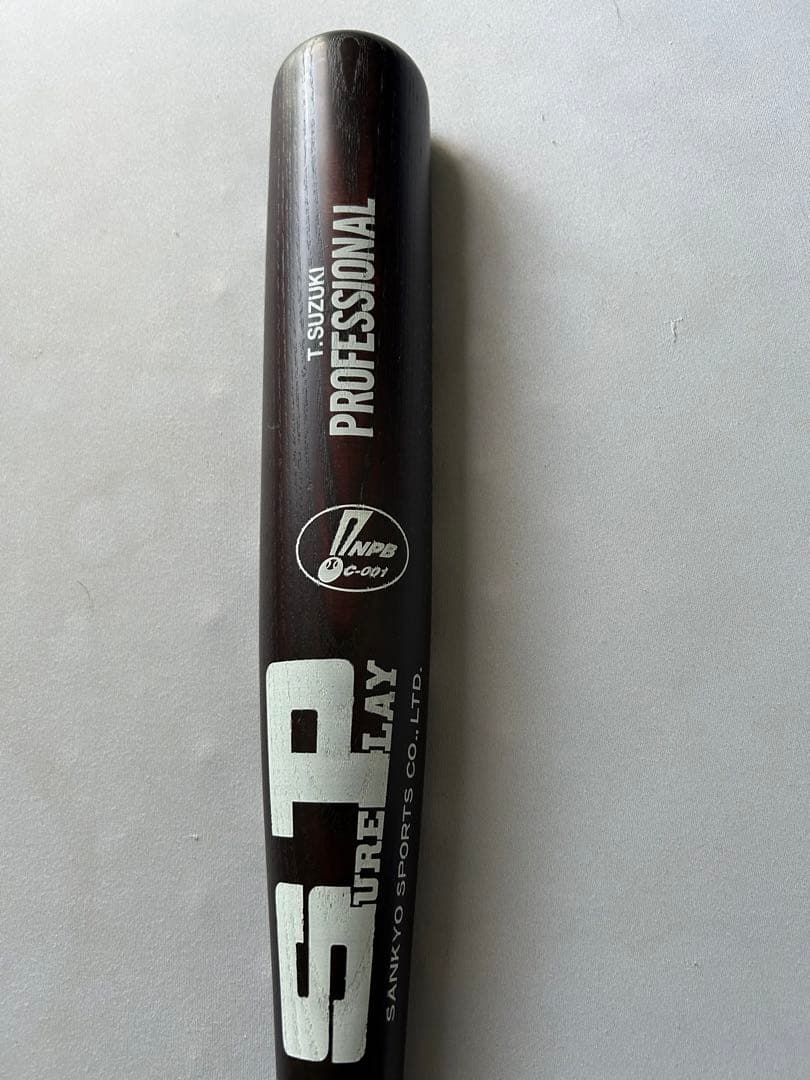 T.SUZUKI
PROFESSIONAL
NPB
C-001
SURE PLAY
SANKYO SPORTS CO.,LTD.